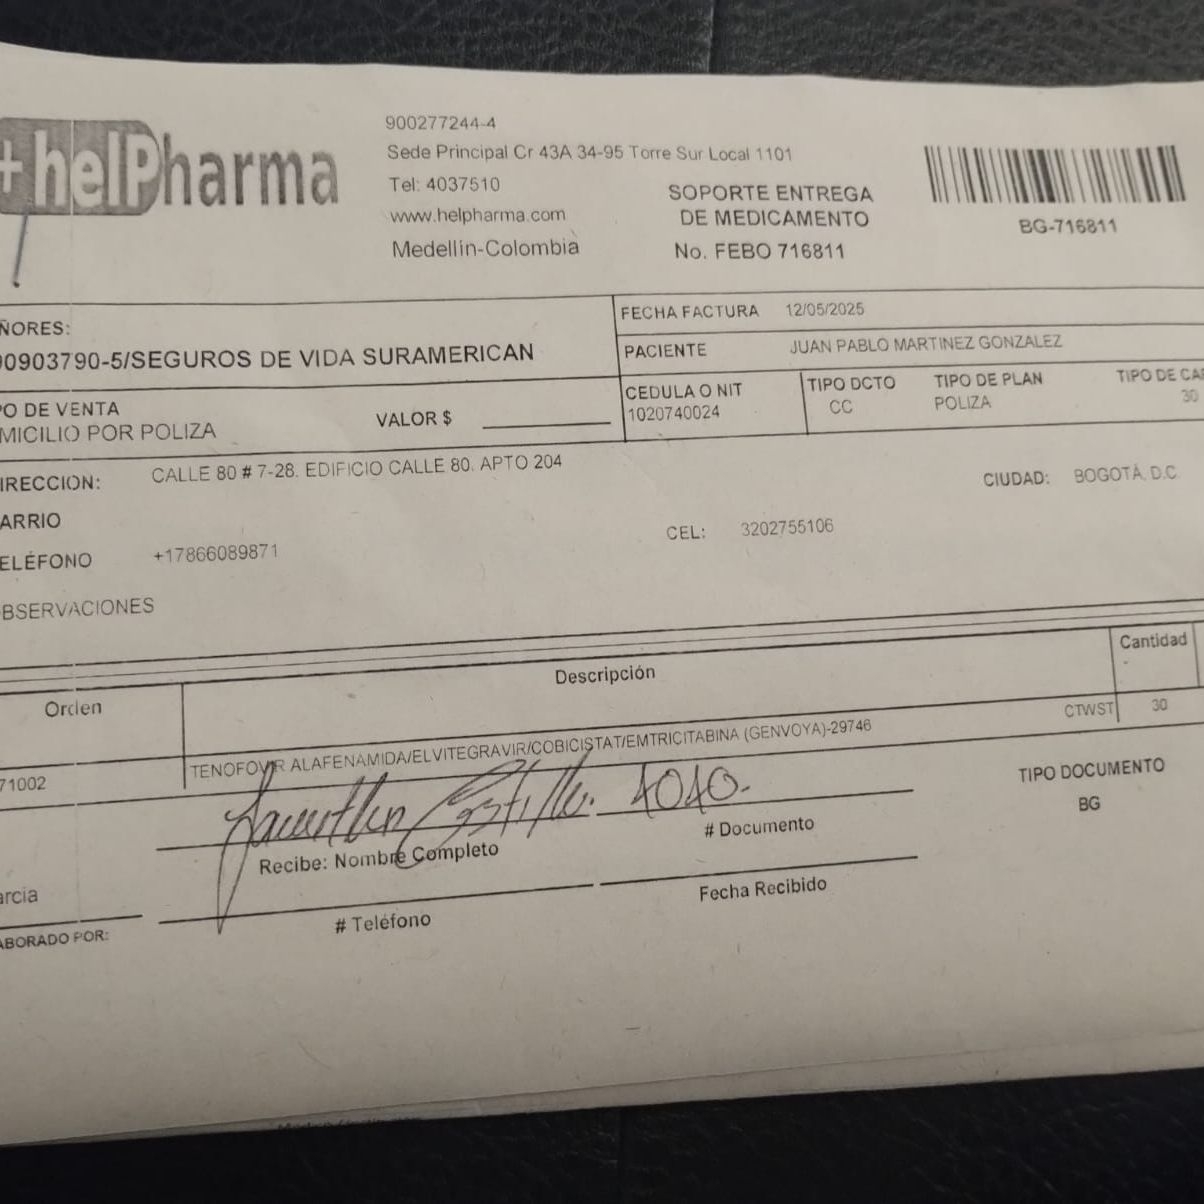 +helPharma
900277244-4
Sede Principal Cr 43A 34-95 Torre Sur Local 1101
Tel: 4037510
www.helpharma.com
Medellín-Colombia
SOPORTE ENTREGA
DE MEDICAMENTO
No. FEBO 716811
BG-716811
ÑORES:
00903790-5/SEGUROS DE VIDA SURAMERICAN
FECHA FACTURA 12/05/2025
PACIENTE JUAN PABLO MARTINEZ GONZALEZ
PO DE VENTA
MICILIO POR POLIZA
VALOR $
CEDULA O NIT
1020740024
TIPO DCTO
CC
TIPO DE PLAN
POLIZA
TIPO DE CAR
30
IRECCION: CALLE 80 # 7-28. EDIFICIO CALLE 80. APTO 204
CIUDAD: BOGOTÁ, D.C.
ARRIO
ELÉFONO +17866089871
CEL: 3202755106
BSERVACIONES
Orden
Descripción
Cantidad
71002
TENOFOVIR ALAFENAMIDA/ELVITEGRAVIR/COBICISTAT/EMTRICITABINA (GENVOYA)-29746
CTWST
30
Castillo. 1010.
Recibe: Nombre Completo
# Documento
TIPO DOCUMENTO
BG
arcia
ABORADO POR:
# Teléfono
Fecha Recibido